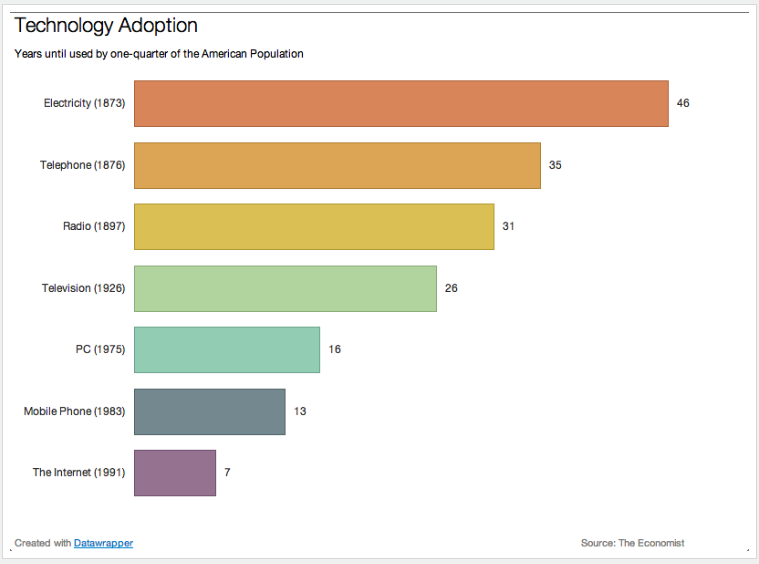 Technology Adoption
Years until used by one-quarter of the American Population
Electricity (1873) 46
Telephone (1876) 35
Radio (1897) 31
Television (1926) 26
PC (1975) 16
Mobile Phone (1983) 13
The Internet (1991) 7
Created with Datawrapper Source: The Economist